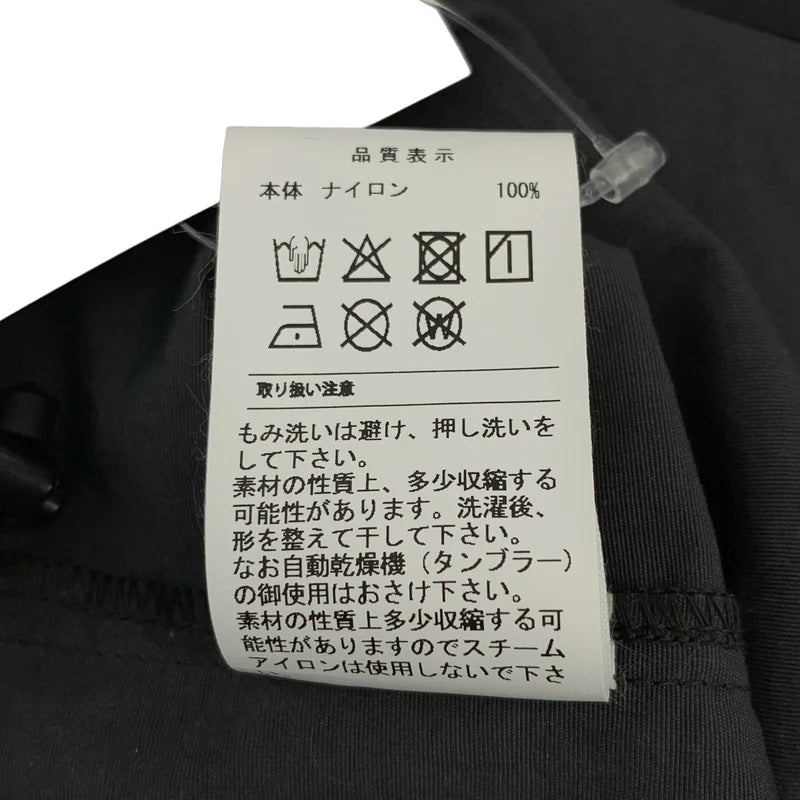 品質表示
本体 ナイロン 100%
取り扱い注意
もみ洗いは避け、押し洗いを
して下さい。
素材の性質上、多少収縮する
可能性があります。洗濯後、
形を整えて干して下さい。
なお自動乾燥機（タンブラー）
の御使用はおさけ下さい。
素材の性質上多少収縮する可
能性がありますのでスチーム
アイロンは使用しないで下さ